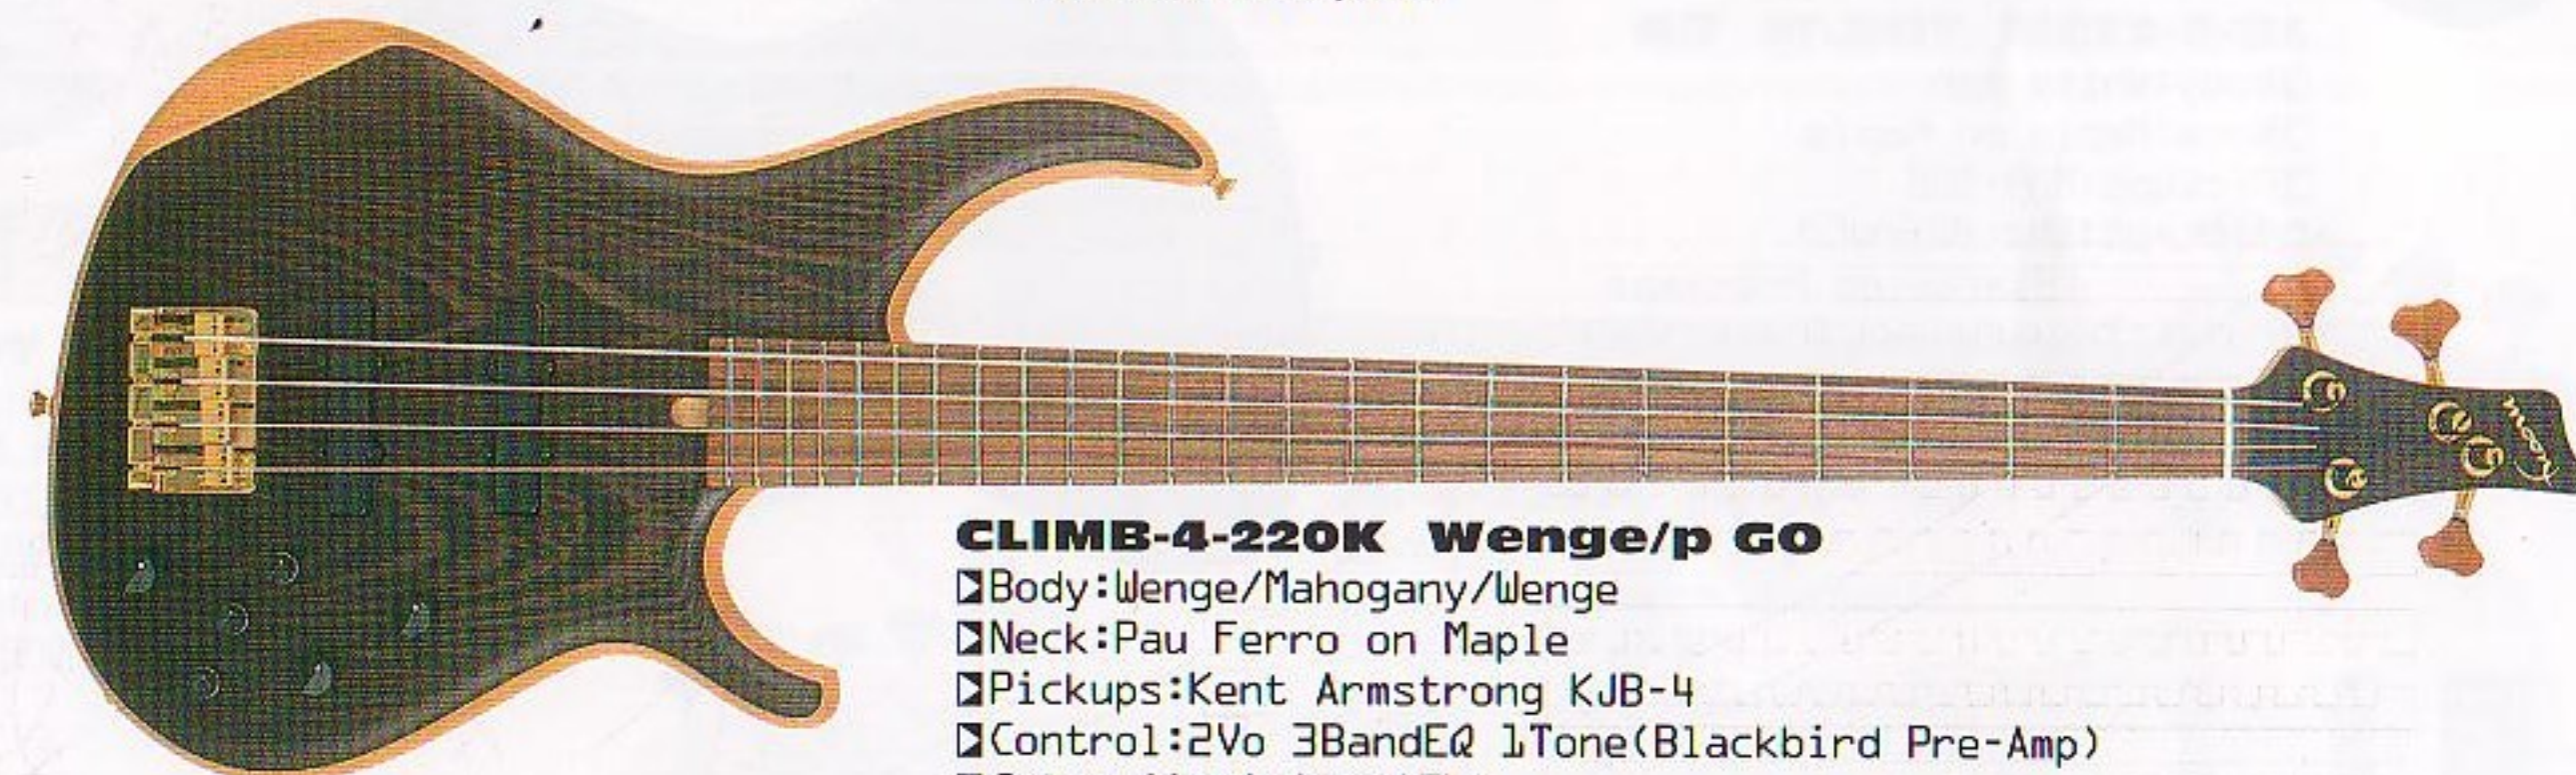 moon
CLIMB-4-220K Wenge/p GO
Body:Wenge/Mahogany/Wenge
Neck:Pau Ferro on Maple
Pickups:Kent Armstrong KJB-4
Control:2Vo 3BandEQ 1Tone(Blackbird Pre-Amp)